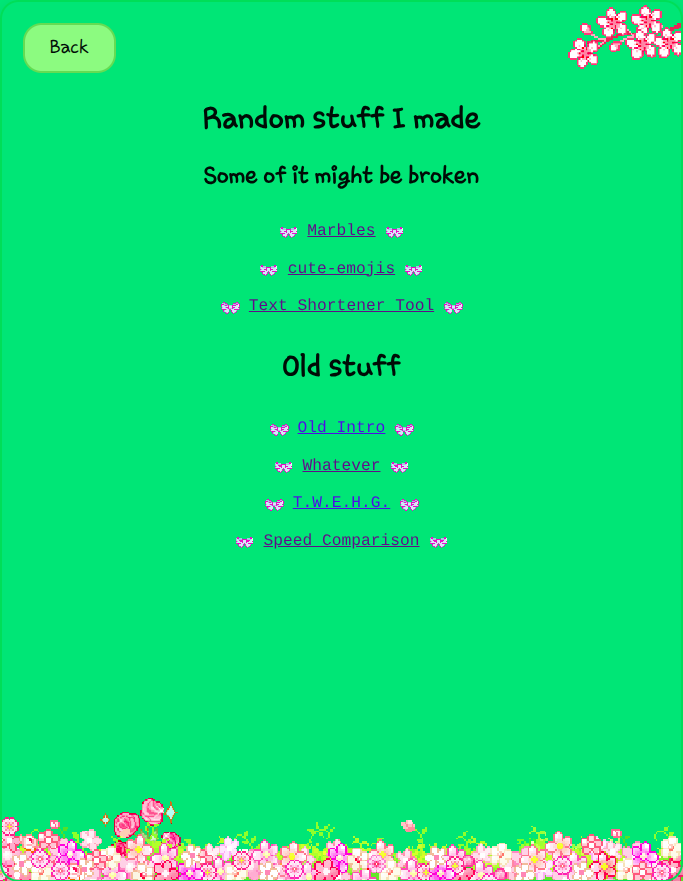 Back
Random stuff I made
Some of it might be broken
Marbles
cute-emojis
Text Shortener Tool
Old stuff
Old Intro
Whatever
T.W.E.H.G.
Speed Comparison